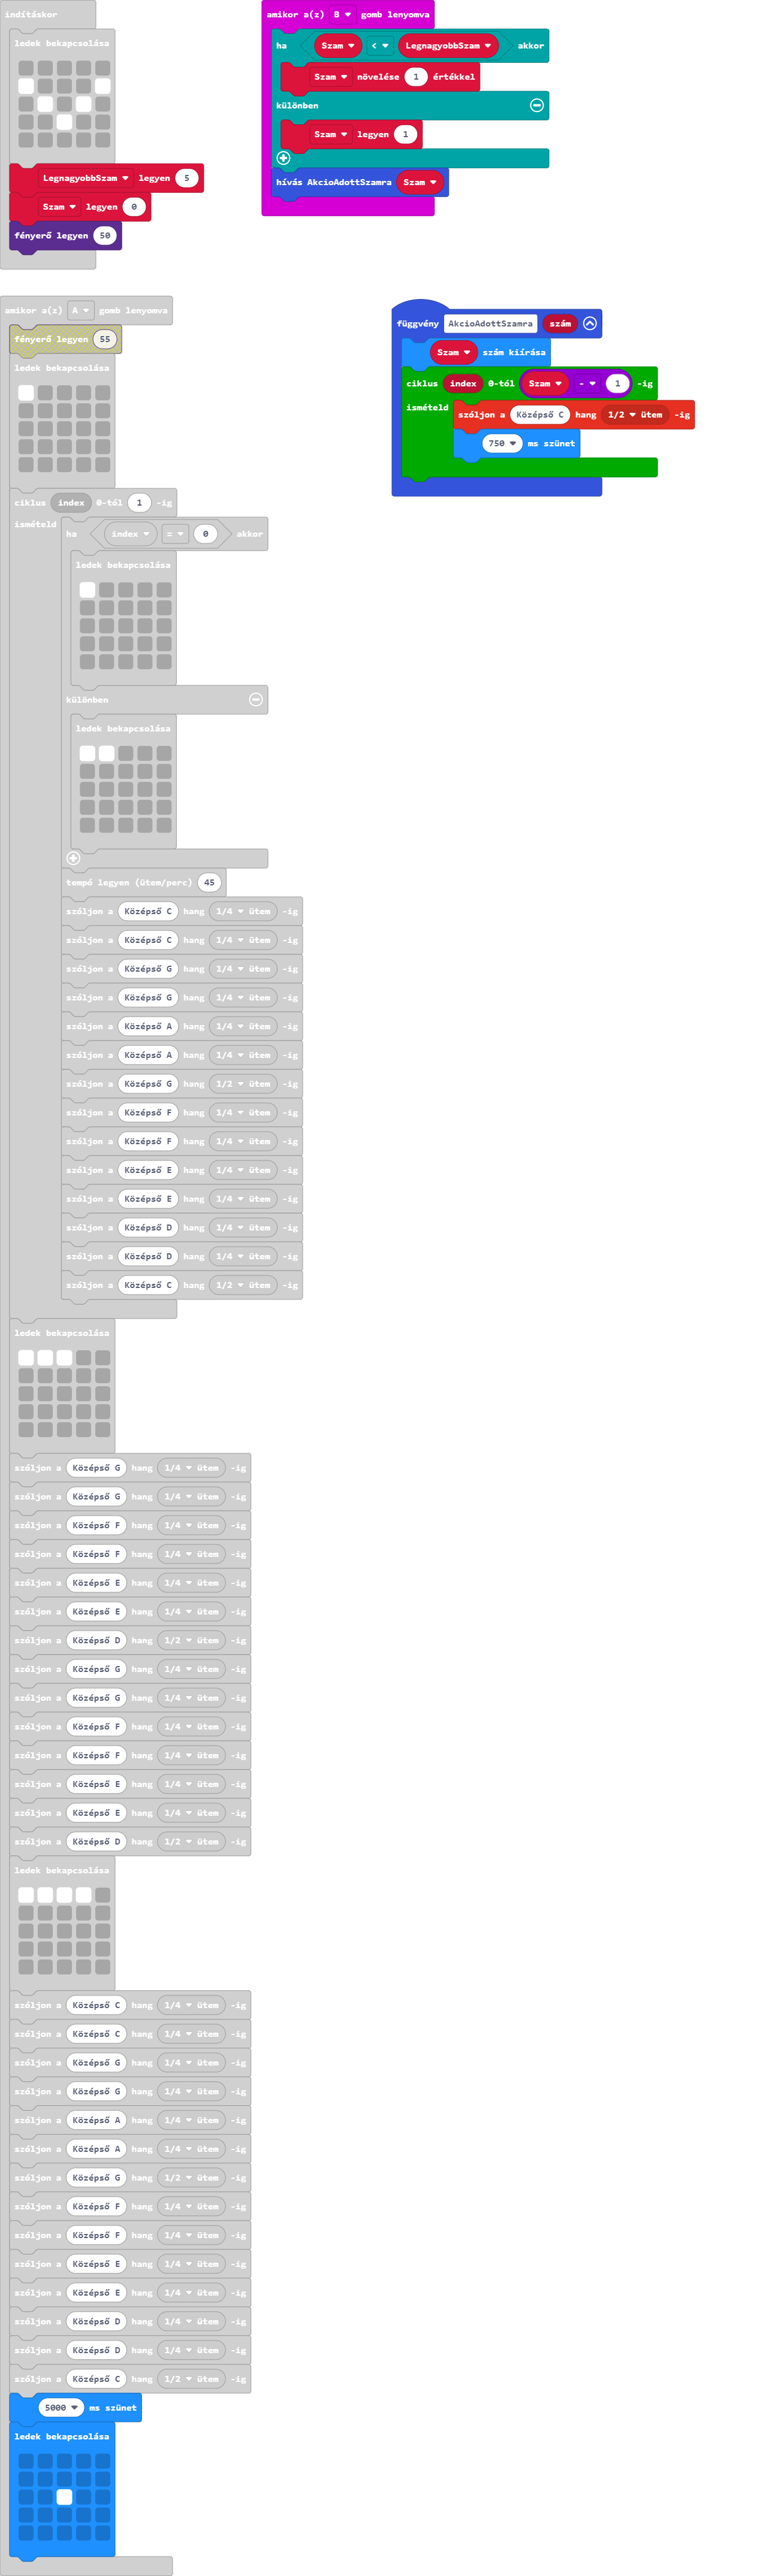 indításkor
ledek bekapcsolása
LegnagyobbSzam legyen 5
Szam legyen 0
fényerő legyen 50
amikor a(z) B gomb lenyomva
ha Szam < LegnagyobbSzam akkor
Szam növelése 1 értékkel
különben
Szam legyen 1
hívás AkcioAdottSzamra Szam
amikor a(z) A gomb lenyomva
fényerő legyen 55
ledek bekapcsolása
ciklus index 0-tól 1 -ig
ismételd
ha index = 0 akkor
ledek bekapcsolása
különben
ledek bekapcsolása
tempó legyen (ütem/perc) 45
szóljon a Középső C hang 1/4 ütem -ig
szóljon a Középső C hang 1/4 ütem -ig
szóljon a Középső G hang 1/4 ütem -ig
szóljon a Középső G hang 1/4 ütem -ig
szóljon a Középső A hang 1/4 ütem -ig
szóljon a Középső A hang 1/4 ütem -ig
szóljon a Középső G hang 1/2 ütem -ig
szóljon a Középső F hang 1/4 ütem -ig
szóljon a Középső F hang 1/4 ütem -ig
szóljon a Középső E hang 1/4 ütem -ig
szóljon a Középső E hang 1/4 ütem -ig
szóljon a Középső D hang 1/4 ütem -ig
szóljon a Középső D hang 1/4 ütem -ig
szóljon a Középső C hang 1/2 ütem -ig
ledek bekapcsolása
szóljon a Középső G hang 1/4 ütem -ig
szóljon a Középső G hang 1/4 ütem -ig
szóljon a Középső F hang 1/4 ütem -ig
szóljon a Középső F hang 1/4 ütem -ig
szóljon a Középső E hang 1/4 ütem -ig
szóljon a Középső E hang 1/4 ütem -ig
szóljon a Középső D hang 1/2 ütem -ig
szóljon a Középső G hang 1/4 ütem -ig
szóljon a Középső G hang 1/4 ütem -ig
szóljon a Középső F hang 1/4 ütem -ig
szóljon a Középső F hang 1/4 ütem -ig
szóljon a Középső E hang 1/4 ütem -ig
szóljon a Középső E hang 1/4 ütem -ig
szóljon a Középső D hang 1/2 ütem -ig
ledek bekapcsolása
szóljon a Középső C hang 1/4 ütem -ig
szóljon a Középső C hang 1/4 ütem -ig
szóljon a Középső G hang 1/4 ütem -ig
szóljon a Középső G hang 1/4 ütem -ig
szóljon a Középső A hang 1/4 ütem -ig
szóljon a Középső A hang 1/4 ütem -ig
szóljon a Középső G hang 1/2 ütem -ig
szóljon a Középső F hang 1/4 ütem -ig
szóljon a Középső F hang 1/4 ütem -ig
szóljon a Középső E hang 1/4 ütem -ig
szóljon a Középső E hang 1/4 ütem -ig
szóljon a Középső D hang 1/4 ütem -ig
szóljon a Középső D hang 1/4 ütem -ig
szóljon a Középső C hang 1/2 ütem -ig
5000 ms szünet
ledek bekapcsolása
függvény AkcioAdottSzamra szám
Szam szám kiírása
ciklus index 0-tól Szam - 1 -ig
ismételd szóljon a Középső C hang 1/2 ütem -ig
750 ms szünet